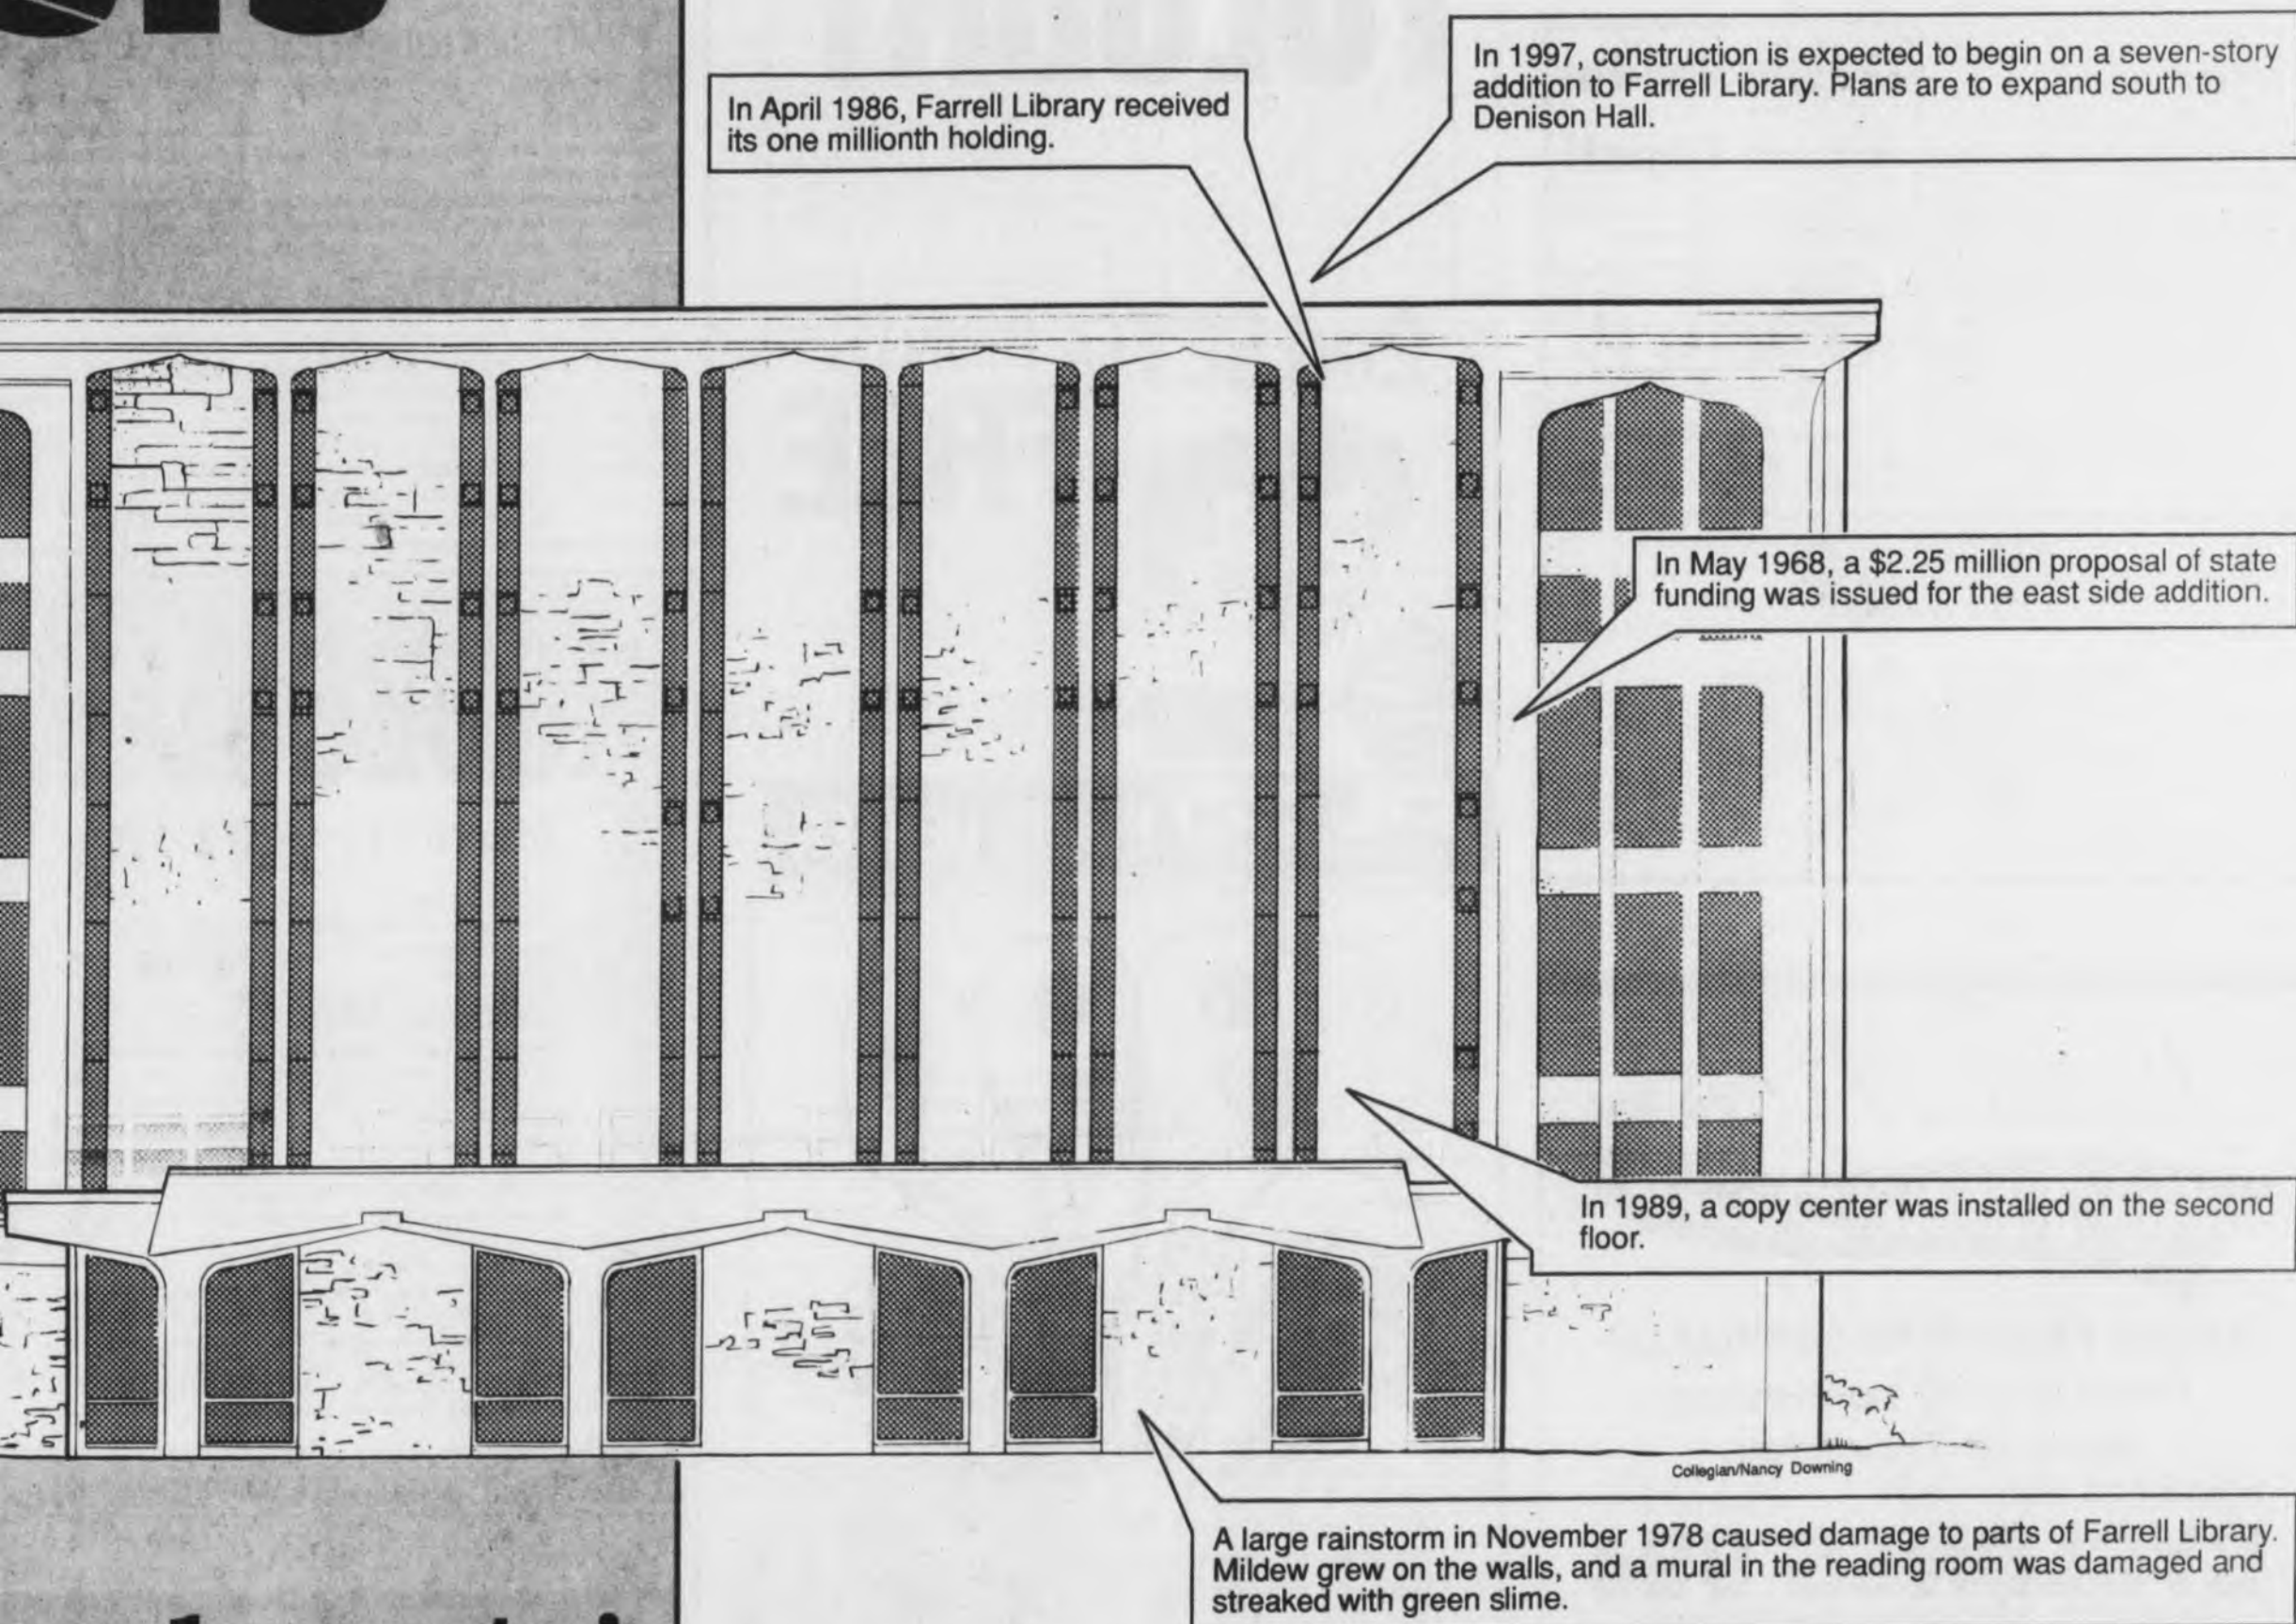 In 1997, construction is expected to begin on a seven-story
addition to Farrell Library. Plans are to expand south to
Denison Hall.
In April 1986, Farrell Library received
its one millionth holding.
In May 1968, a $2.25 million proposal of state
funding was issued for the east side addition.
In 1989, a copy center was installed on the second
floor.
Collegian/Nancy Downing
A large rainstorm in November 1978 caused damage to parts of Farrell Library.
Mildew grew on the walls, and a mural in the reading room was damaged and
streaked with green slime.